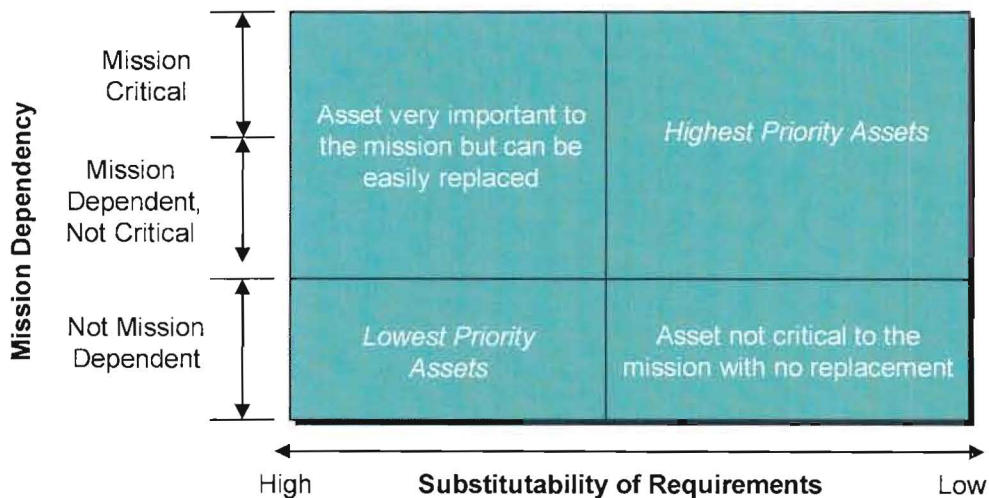 Mission Dependency
Mission
Critical
Mission
Dependent,
Not Critical
Not Mission
Dependent
Asset very important to
the mission but can be
easily replaced
Highest Priority Assets
Lowest Priority
Assets
Asset not critical to the
mission with no replacement
High
Substitutability of Requirements
Low